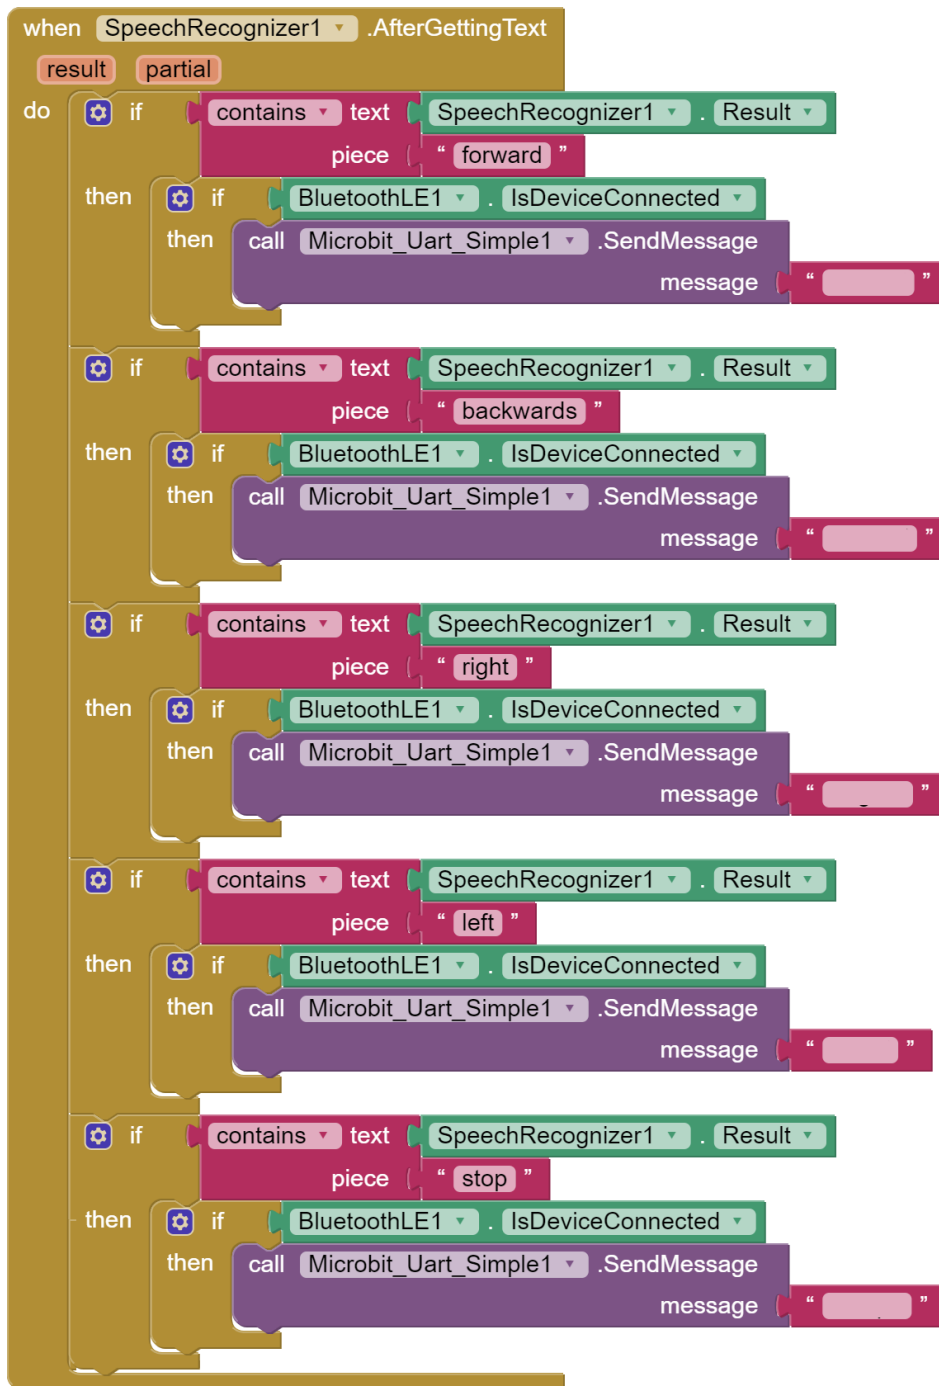 when SpeechRecognizer1 .AfterGettingText
result partial
do if contains text SpeechRecognizer1 . Result
piece “ forward ”
then if BluetoothLE1 . IsDeviceConnected
then call Microbit_Uart_Simple1 .SendMessage
message “ ”
if contains text SpeechRecognizer1 . Result
piece “ backwards ”
then if BluetoothLE1 . IsDeviceConnected
then call Microbit_Uart_Simple1 .SendMessage
message “ ”
if contains text SpeechRecognizer1 . Result
piece “ right ”
then if BluetoothLE1 . IsDeviceConnected
then call Microbit_Uart_Simple1 .SendMessage
message “ ”
if contains text SpeechRecognizer1 . Result
piece “ left ”
then if BluetoothLE1 . IsDeviceConnected
then call Microbit_Uart_Simple1 .SendMessage
message “ ”
if contains text SpeechRecognizer1 . Result
piece “ stop ”
then if BluetoothLE1 . IsDeviceConnected
then call Microbit_Uart_Simple1 .SendMessage
message “ ”